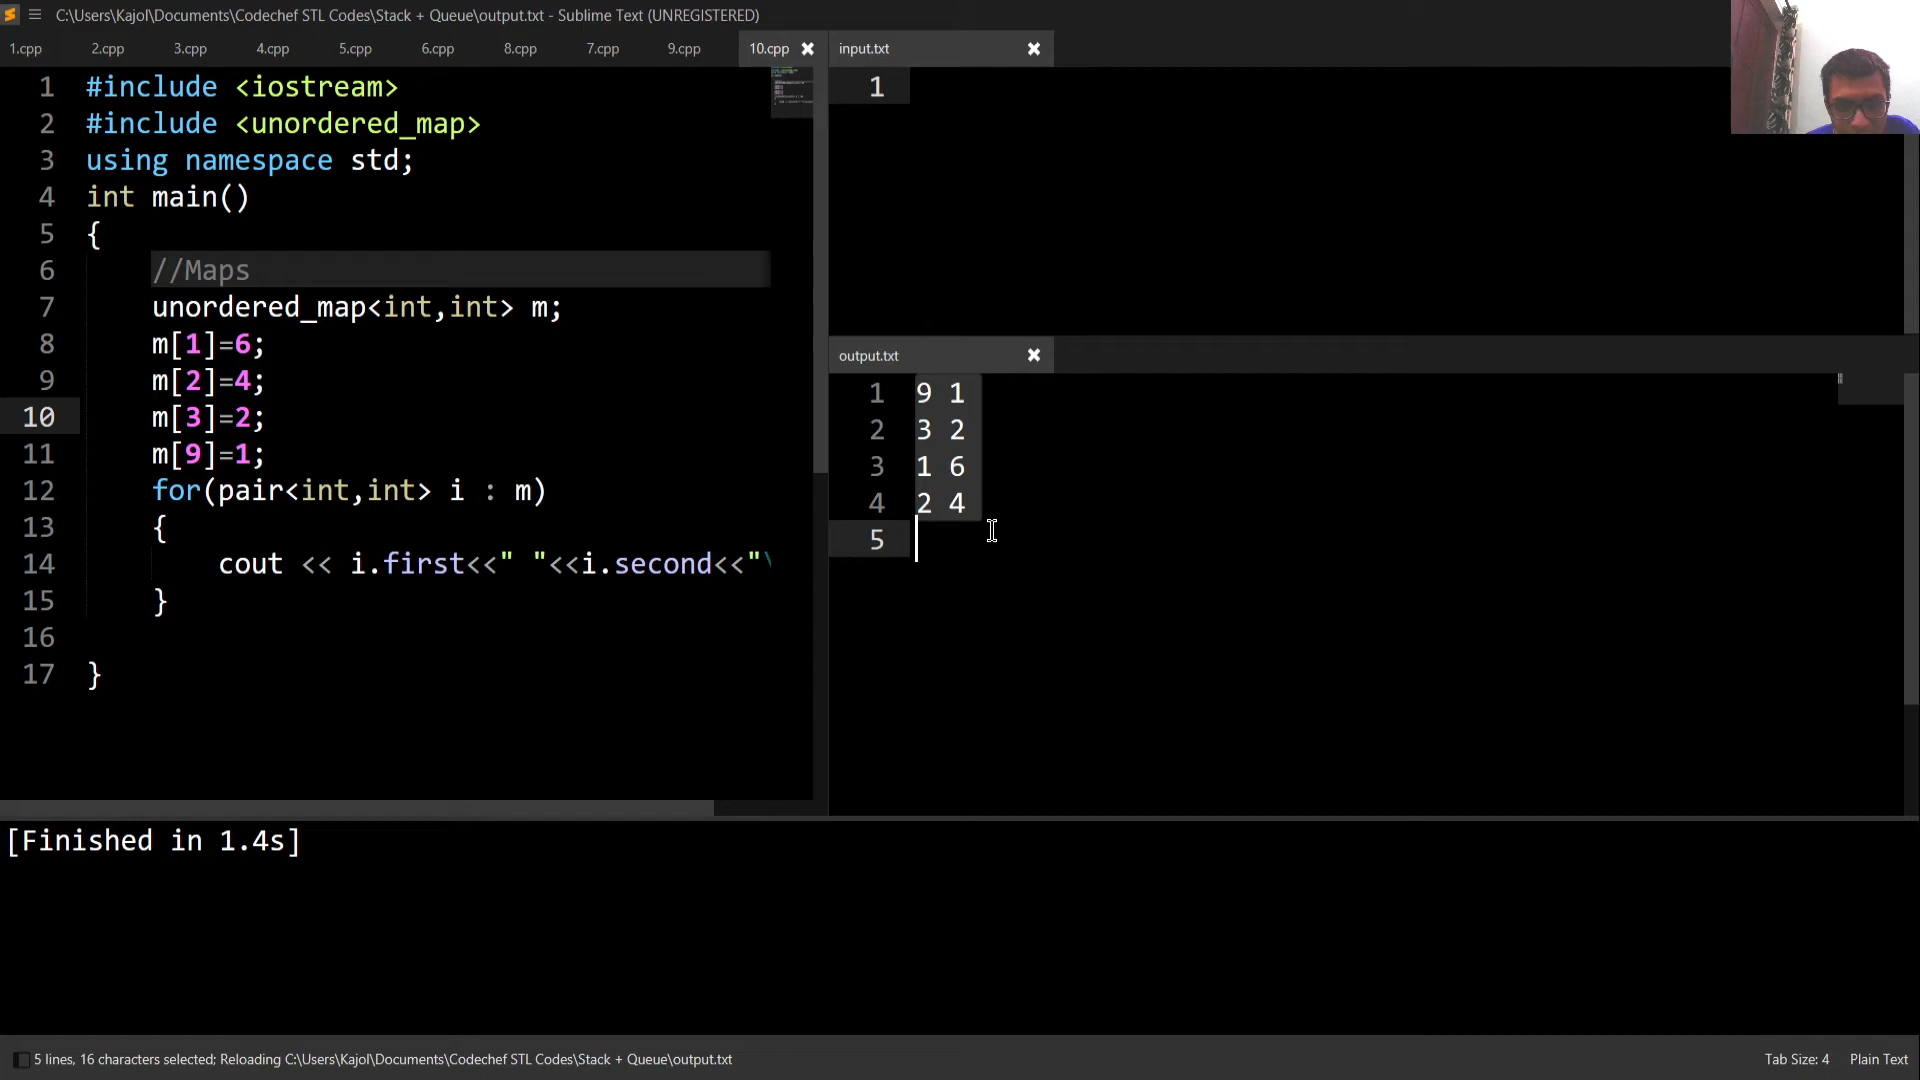 C:\Users\Kajol\Documents\Codechef STL Codes\Stack + Queue\output.txt - Sublime Text (UNREGISTERED)
1.cpp 2.cpp 3.cpp 4.cpp 5.cpp 6.cpp 8.cpp 7.cpp 9.cpp 10.cpp
1 #include <iostream>
2 #include <unordered_map>
3 using namespace std;
4 int main()
5 {
6 //Maps
7 unordered_map<int,int> m;
8 m[1]=6;
9 m[2]=4;
10 m[3]=2;
11 m[9]=1;
12 for(pair<int,int> i : m)
13 {
14 cout << i.first<<" "<<i.second<<"\
15 }
16
17 }
input.txt
1
output.txt
1 9 1
2 3 2
3 1 6
4 2 4
5
[Finished in 1.4s]
5 lines, 16 characters selected; Reloading C:\Users\Kajol\Documents\Codechef STL Codes\Stack + Queue\output.txt
Tab Size: 4 Plain Text